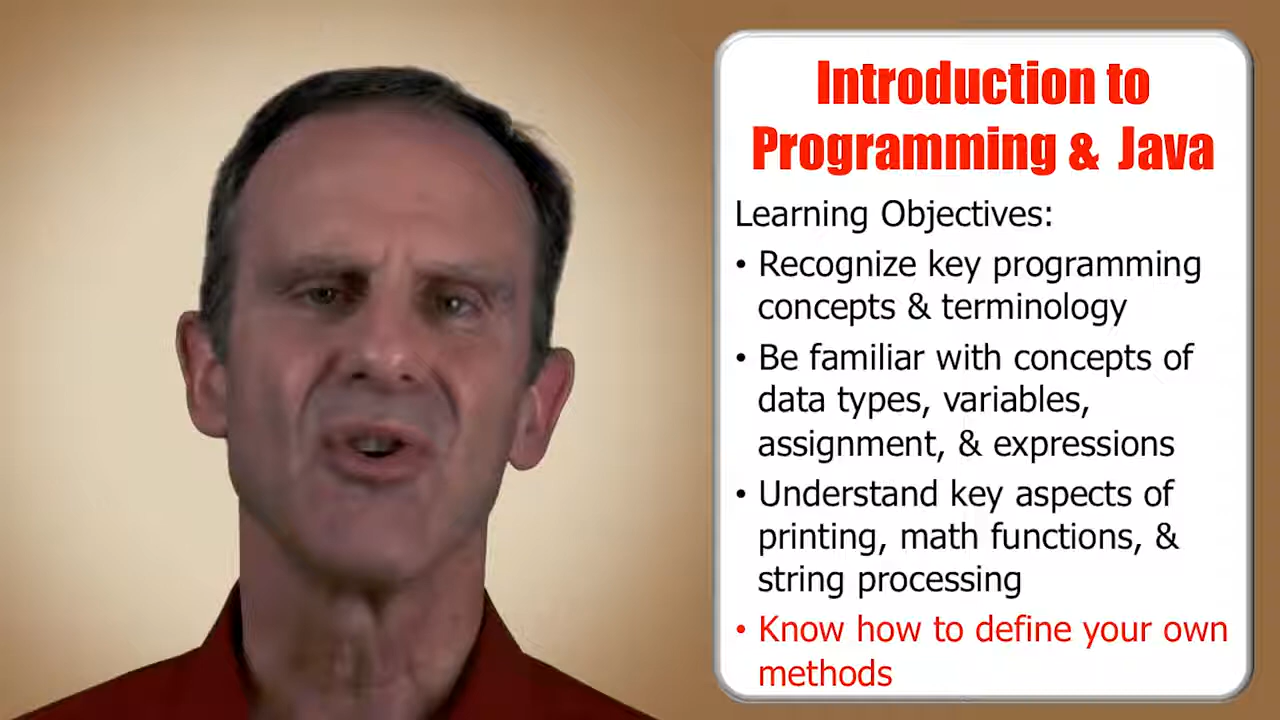 Introduction to
Programming & Java
Learning Objectives:
• Recognize key programming
concepts & terminology
• Be familiar with concepts of
data types, variables,
assignment, & expressions
• Understand key aspects of
printing, math functions, &
string processing
• Know how to define your own
methods